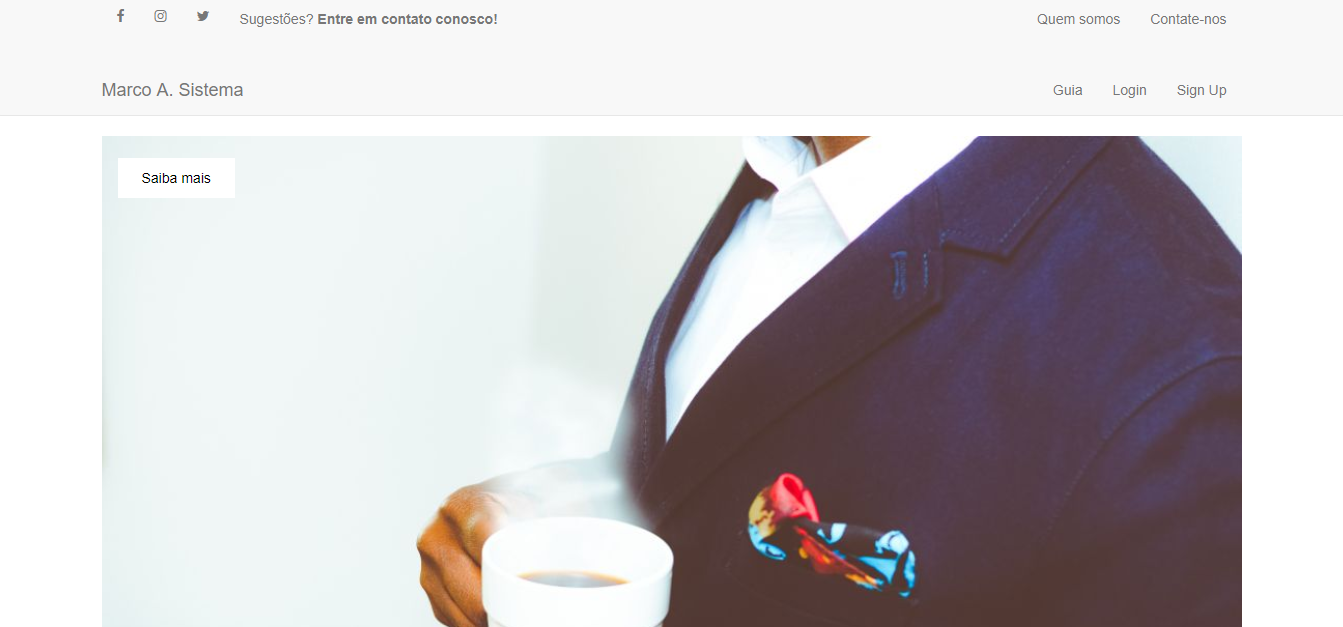 Sugestões? Entre em contato conosco! Quem somos Contate-nos
Marco A. Sistema Guia Login Sign Up
Saiba mais